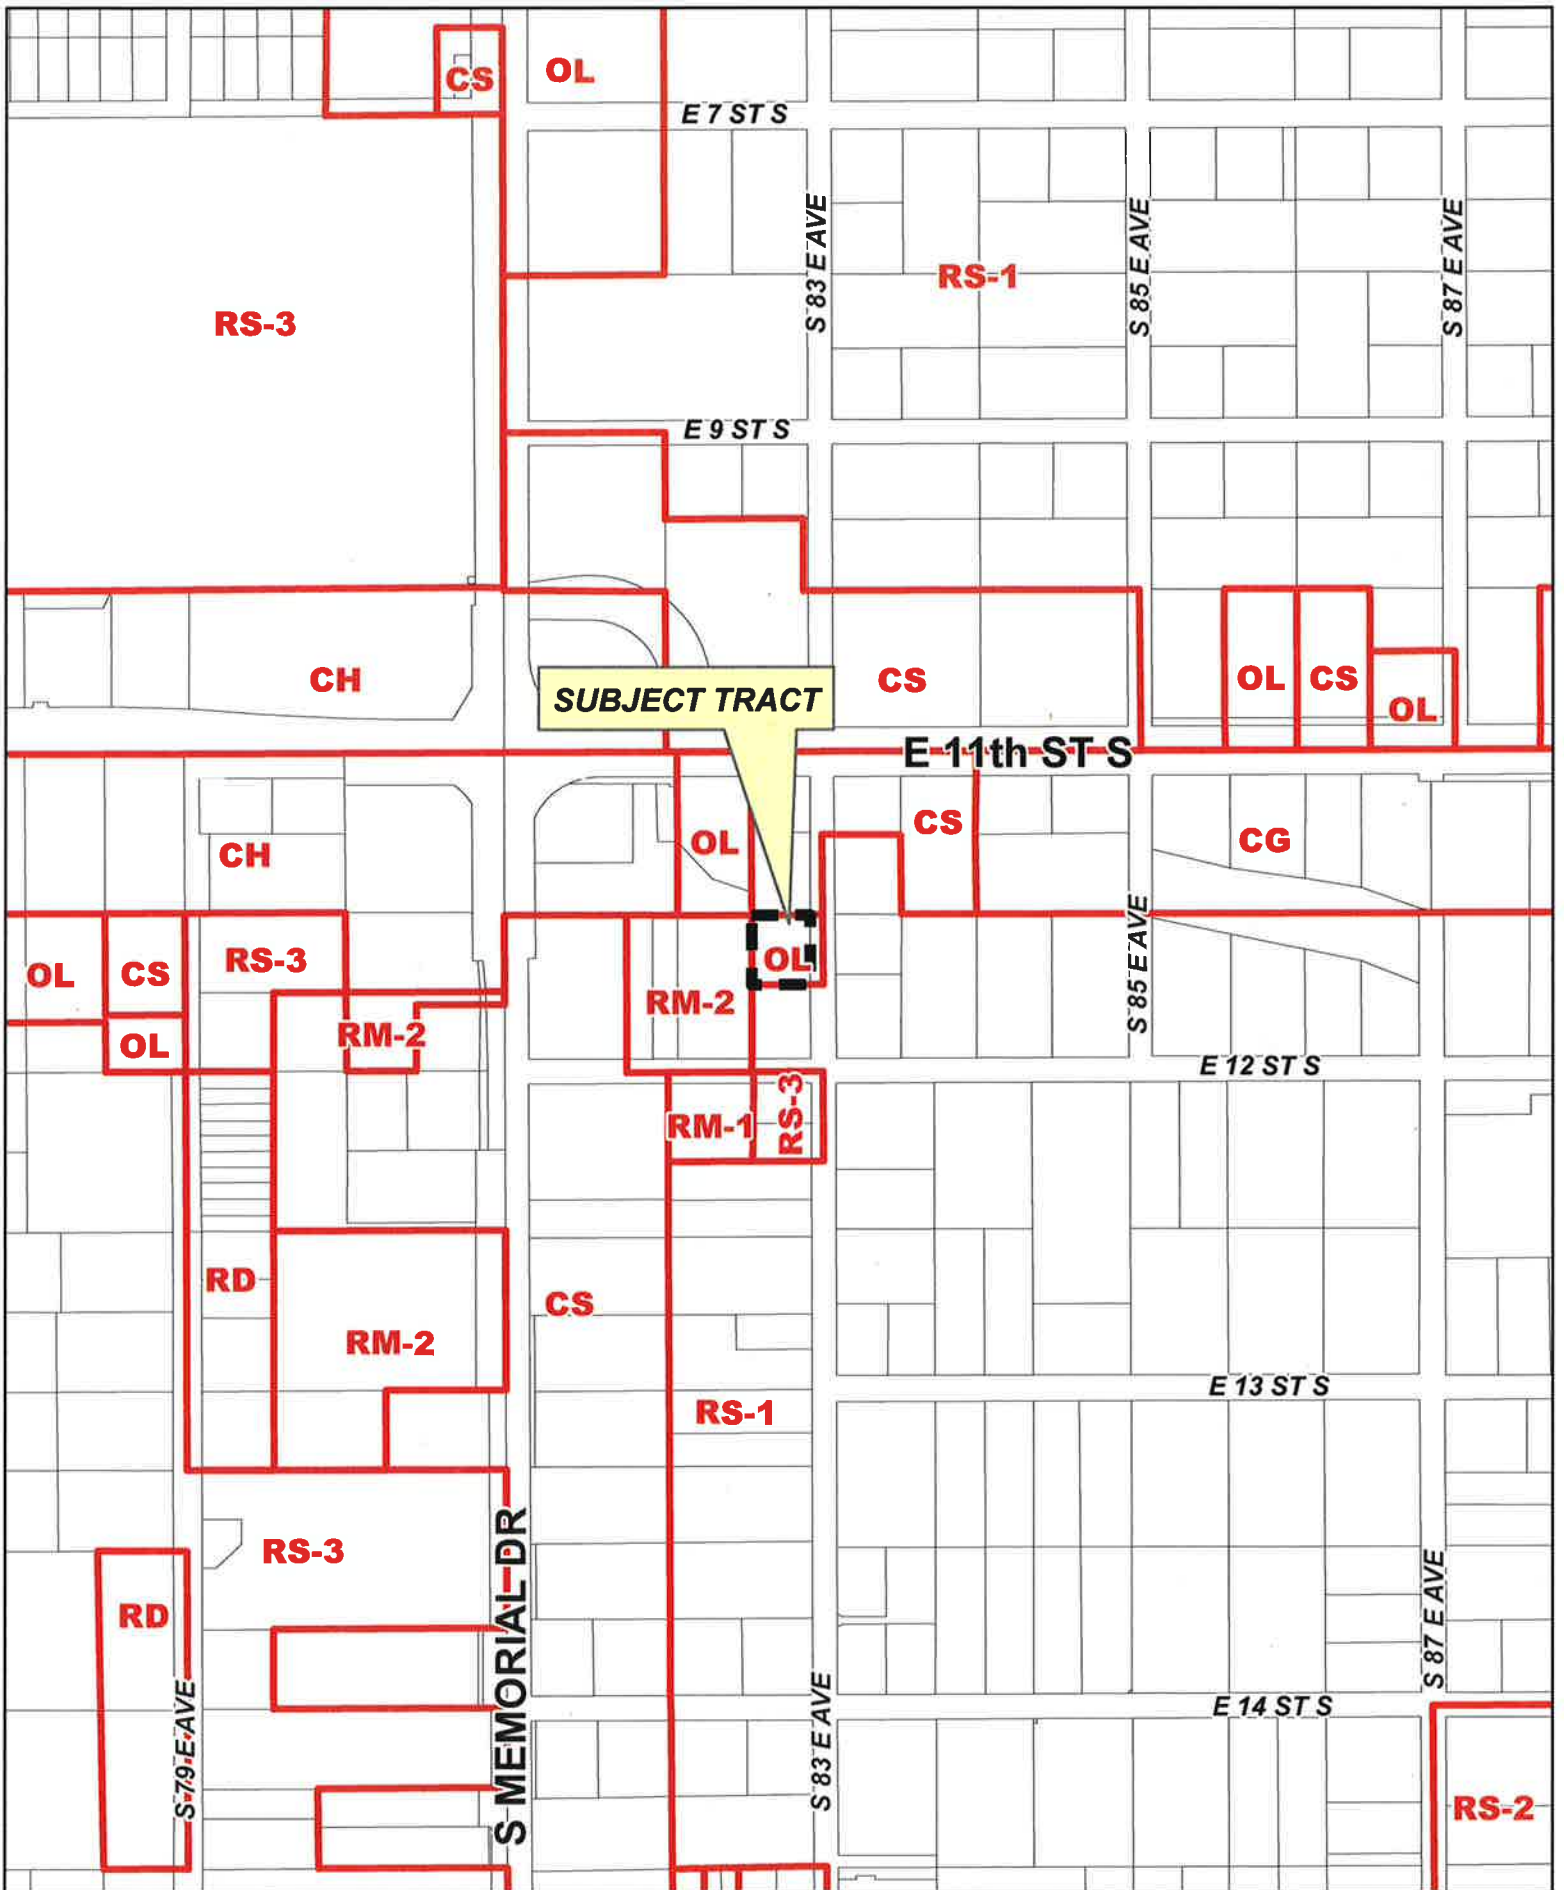 CS
OL
E 7 ST S
S 83 E AVE
S 85 E AVE
S 87 E AVE
RS-1
RS-3
E 9 ST S
CH
SUBJECT TRACT
CS
OL
CS
OL
E 11th ST S
CH
OL
CS
CG
OL
CS
RS-3
OL
RM-2
S 85 E AVE
RM-2
OL
E 12 ST S
RM-1
RS-3
RD
CS
RM-2
E 13 ST S
RS-1
RS-3
RD
S MEMORIAL DR
S 87 E AVE
S 79 E AVE
S 83 E AVE
E 14 ST S
RS-2